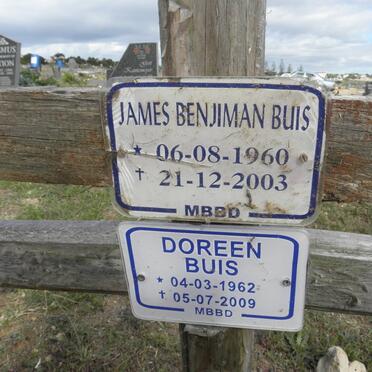 JAMES BENJIMAN BUIS
* 06-08-1960
† 21-12-2003
MBBD
DOREEN
BUIS
* 04-03-1962
† 05-07-2009
MBBD